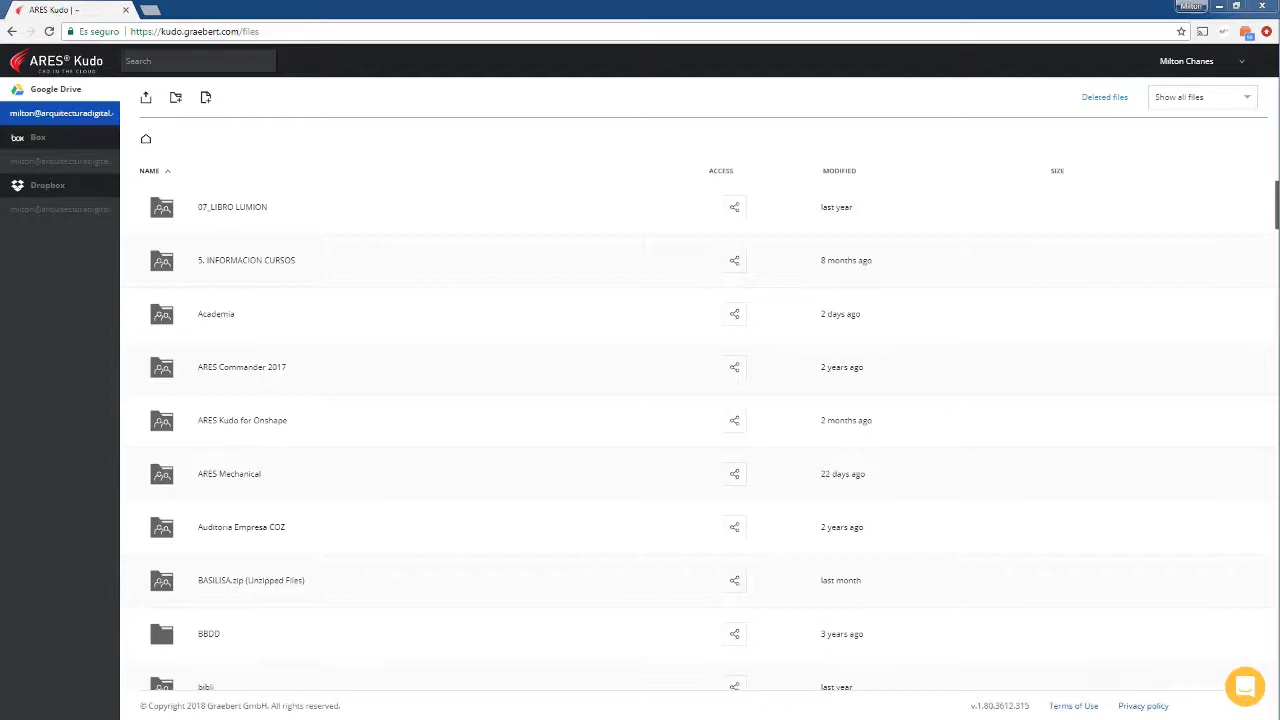 ARES Kudo | ~
Milton
Es seguro
https://kudo.graebert.com/files
ARES® Kudo
CAD IN THE CLOUD
Search
Milton Chanes
Google Drive
milton@arquitecturadigital.
Box
milton@arquitecturadigital.
Dropbox
milton@arquitecturadigital.
Deleted files
Show all files
NAME ACCESS MODIFIED SIZE
07_LIBRO LUMION last year
5. INFORMACION CURSOS 8 months ago
Academia 2 days ago
ARES Commander 2017 2 years ago
ARES Kudo for Onshape 2 months ago
ARES Mechanical 22 days ago
Auditoria Empresa COZ 2 years ago
BASILISA.zip (Unzipped Files) last month
BBDD 3 years ago
bibli last year
© Copyright 2018 Graebert GmbH. All rights reserved. v.1.80.3612.315 Terms of Use Privacy policy